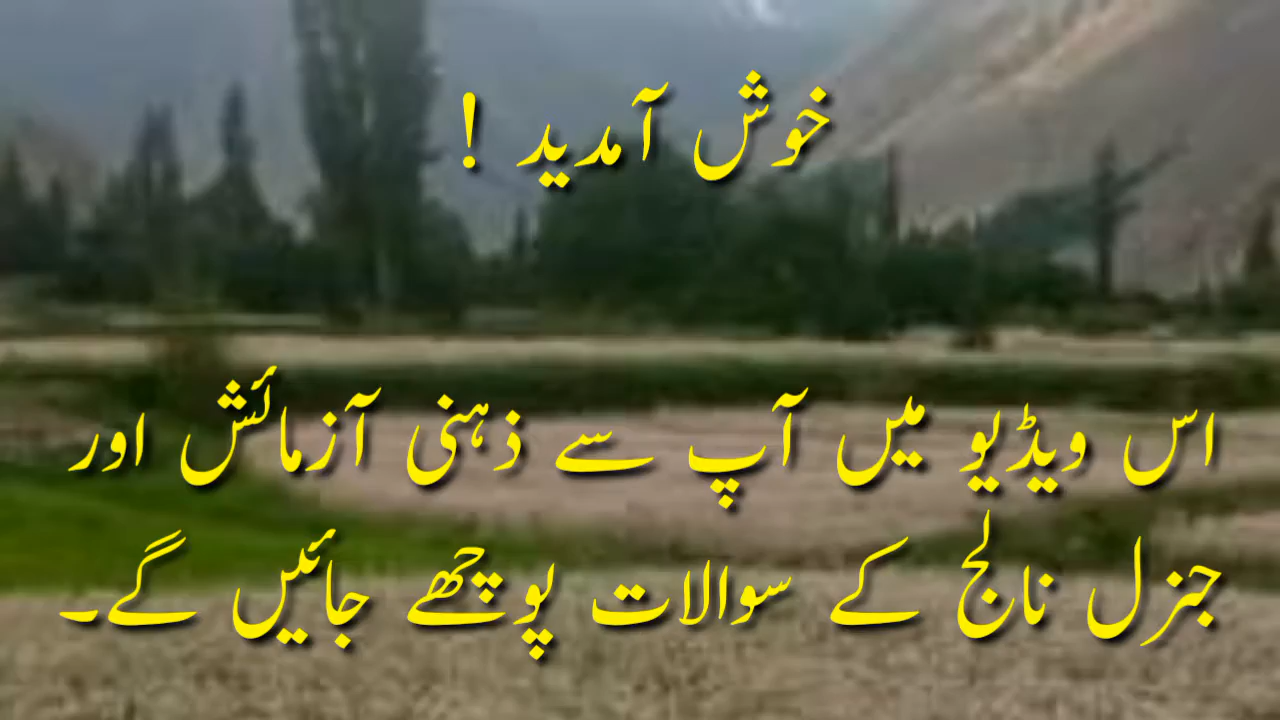 خوش آمدید !
اس ویڈیو میں آپ سے ذہنی آزمائش اور
جنرل نالج کے سوالات پوچھے جائیں گے۔